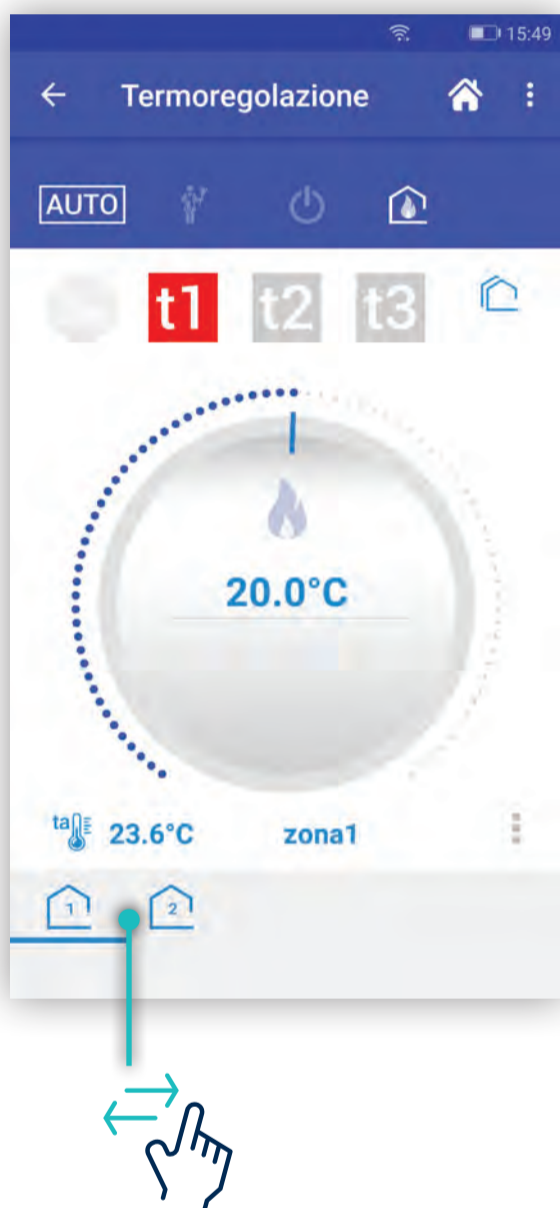 15:49
Termoregolazione
AUTO
t1 t2 t3
20.0°C
ta 23.6°C zona1
1 2